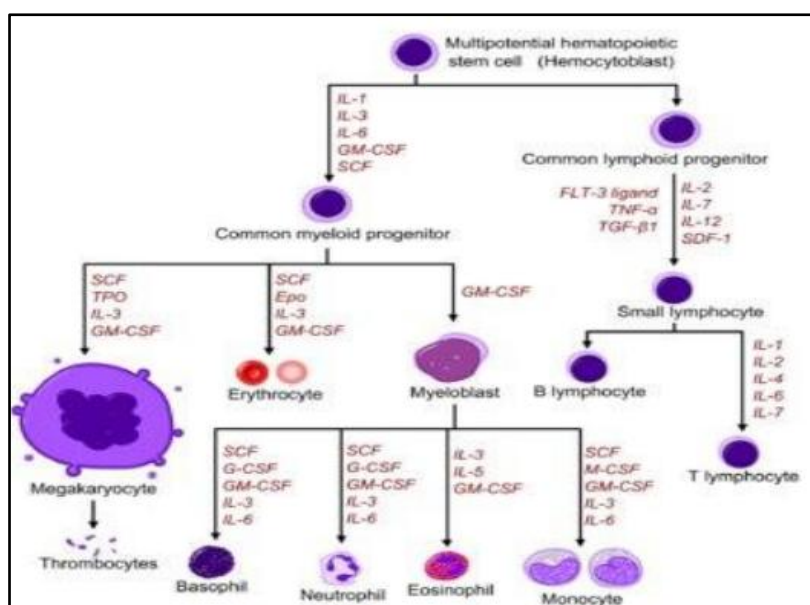 Multipotential hematopoietic
stem cell (Hemocytoblast)
IL-1
IL-3
IL-6
GM-CSF
SCF
Common lymphoid progenitor
FLT-3 ligand
TNF-α
TGF-β1
IL-2
IL-7
IL-12
SDF-1
Common myeloid progenitor
SCF
TPO
IL-3
GM-CSF
SCF
Epo
IL-3
GM-CSF
GM-CSF
Small lymphocyte
Erythrocyte
Myeloblast
B lymphocyte
IL-1
IL-2
IL-4
IL-6
IL-7
T lymphocyte
Megakaryocyte
Thrombocytes
SCF
G-CSF
GM-CSF
IL-3
IL-6
SCF
G-CSF
GM-CSF
IL-3
IL-6
IL-3
IL-5
GM-CSF
SCF
M-CSF
GM-CSF
IL-3
IL-6
Basophil
Neutrophil
Eosinophil
Monocyte